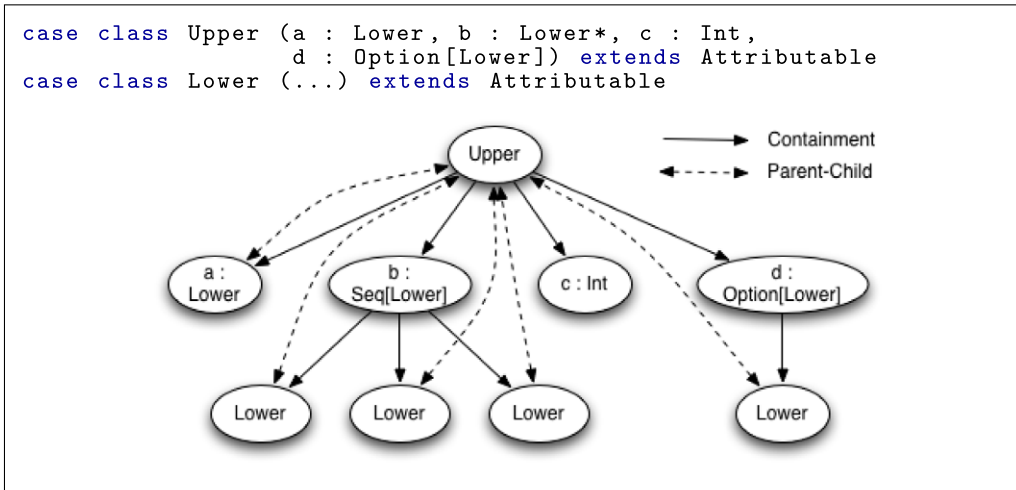 case class Upper (a : Lower, b : Lower*, c : Int,
d : Option[Lower]) extends Attributable
case class Lower (...) extends Attributable
Upper
Containment
Parent-Child
a :
Lower
b :
Seq[Lower]
c : Int
d :
Option[Lower]
Lower
Lower
Lower
Lower